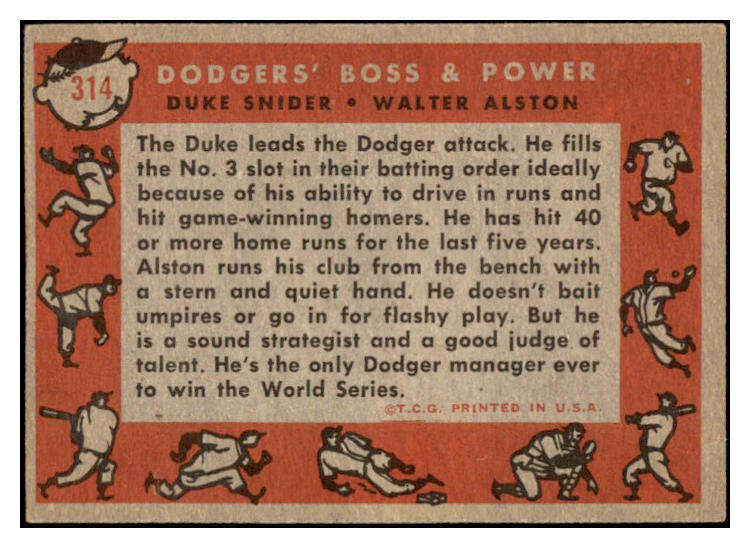 314
DODGERS' BOSS & POWER
DUKE SNIDER • WALTER ALSTON
The Duke leads the Dodger attack. He fills
the No. 3 slot in their batting order ideally
because of his ability to drive in runs and
hit game-winning homers. He has hit 40
or more home runs for the last five years.
Alston runs his club from the bench with
a stern and quiet hand. He doesn't bait
umpires or go in for flashy play. But he
is a sound strategist and a good judge of
talent. He's the only Dodger manager ever
to win the World Series.
©T.C.G. PRINTED IN U.S.A.